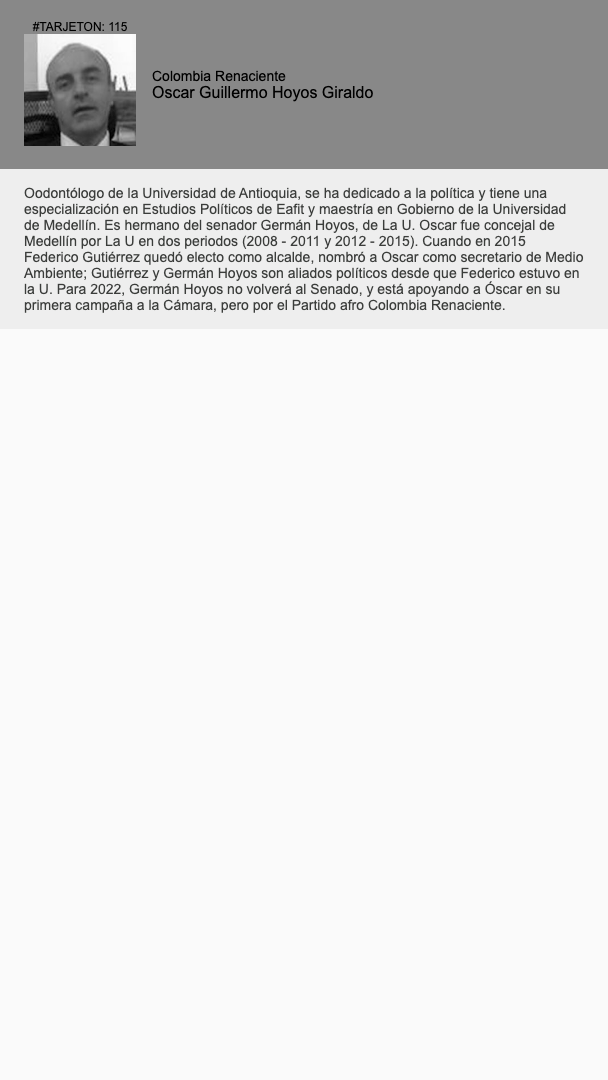 #TARJETON: 115
Colombia Renaciente
Oscar Guillermo Hoyos Giraldo
Oodontólogo de la Universidad de Antioquia, se ha dedicado a la política y tiene una
especialización en Estudios Políticos de Eafit y maestría en Gobierno de la Universidad
de Medellín. Es hermano del senador Germán Hoyos, de La U. Oscar fue concejal de
Medellín por La U en dos periodos (2008 - 2011 y 2012 - 2015). Cuando en 2015
Federico Gutiérrez quedó electo como alcalde, nombró a Oscar como secretario de Medio
Ambiente; Gutiérrez y Germán Hoyos son aliados políticos desde que Federico estuvo en
la U. Para 2022, Germán Hoyos no volverá al Senado, y está apoyando a Óscar en su
primera campaña a la Cámara, pero por el Partido afro Colombia Renaciente.